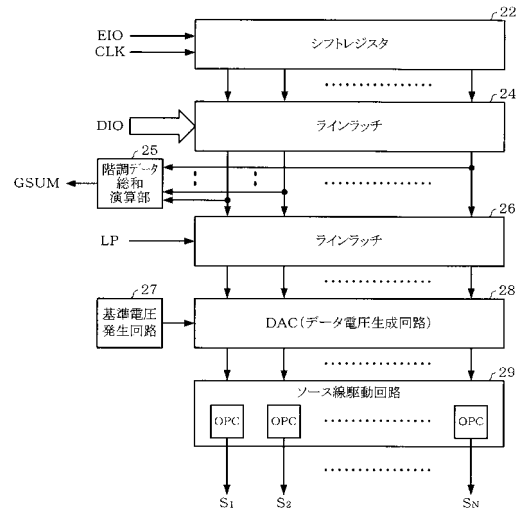 22
EIO
CLK
シフトレジスタ
24
DIO
ラインラッチ
25
階調データ
総和
演算部
GSUM
26
LP
ラインラッチ
27
基準電圧
発生回路
28
DAC(データ電圧生成回路)
29
ソース線駆動回路
OPC OPC OPC
S1 S2 SN